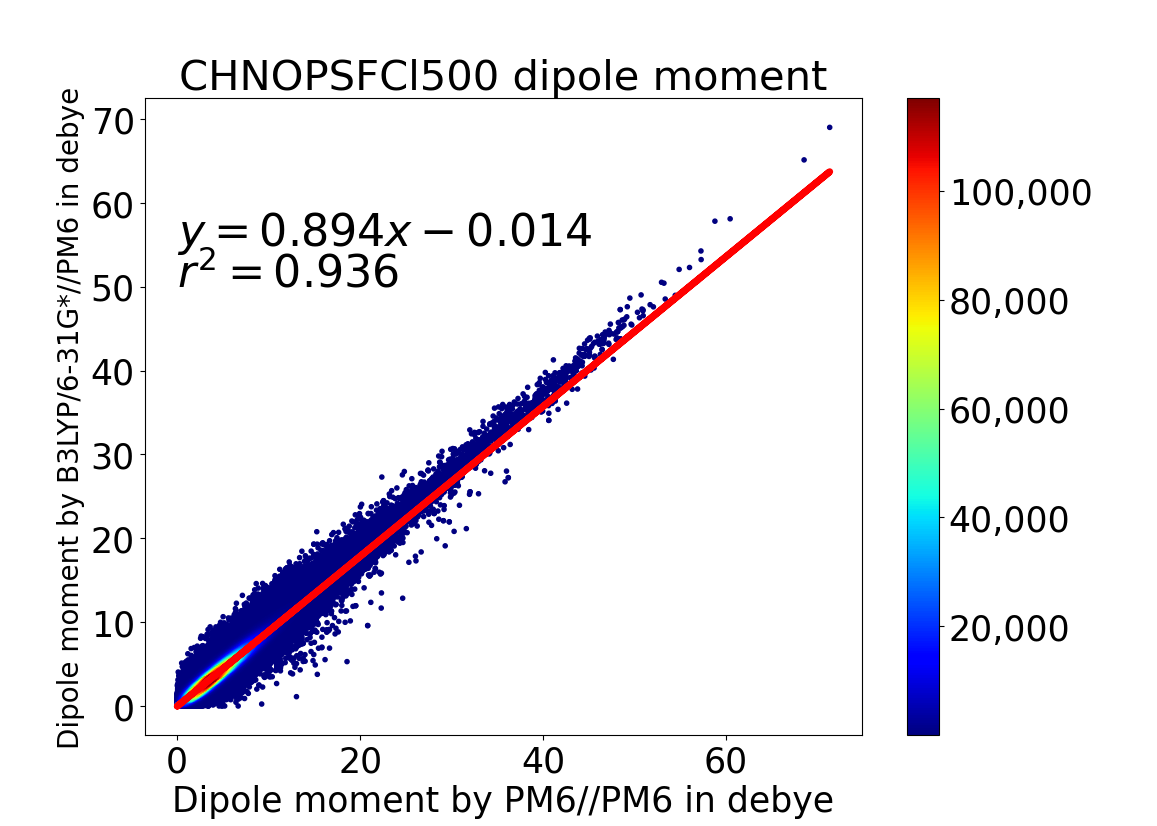 CHNOPSFCl500 dipole moment
Dipole moment by B3LYP/6-31G*//PM6 in debye
70
60
50
40
30
20
10
0
y = 0.894x − 0.014
r² = 0.936
0 20 40 60
Dipole moment by PM6//PM6 in debye
100,000
80,000
60,000
40,000
20,000